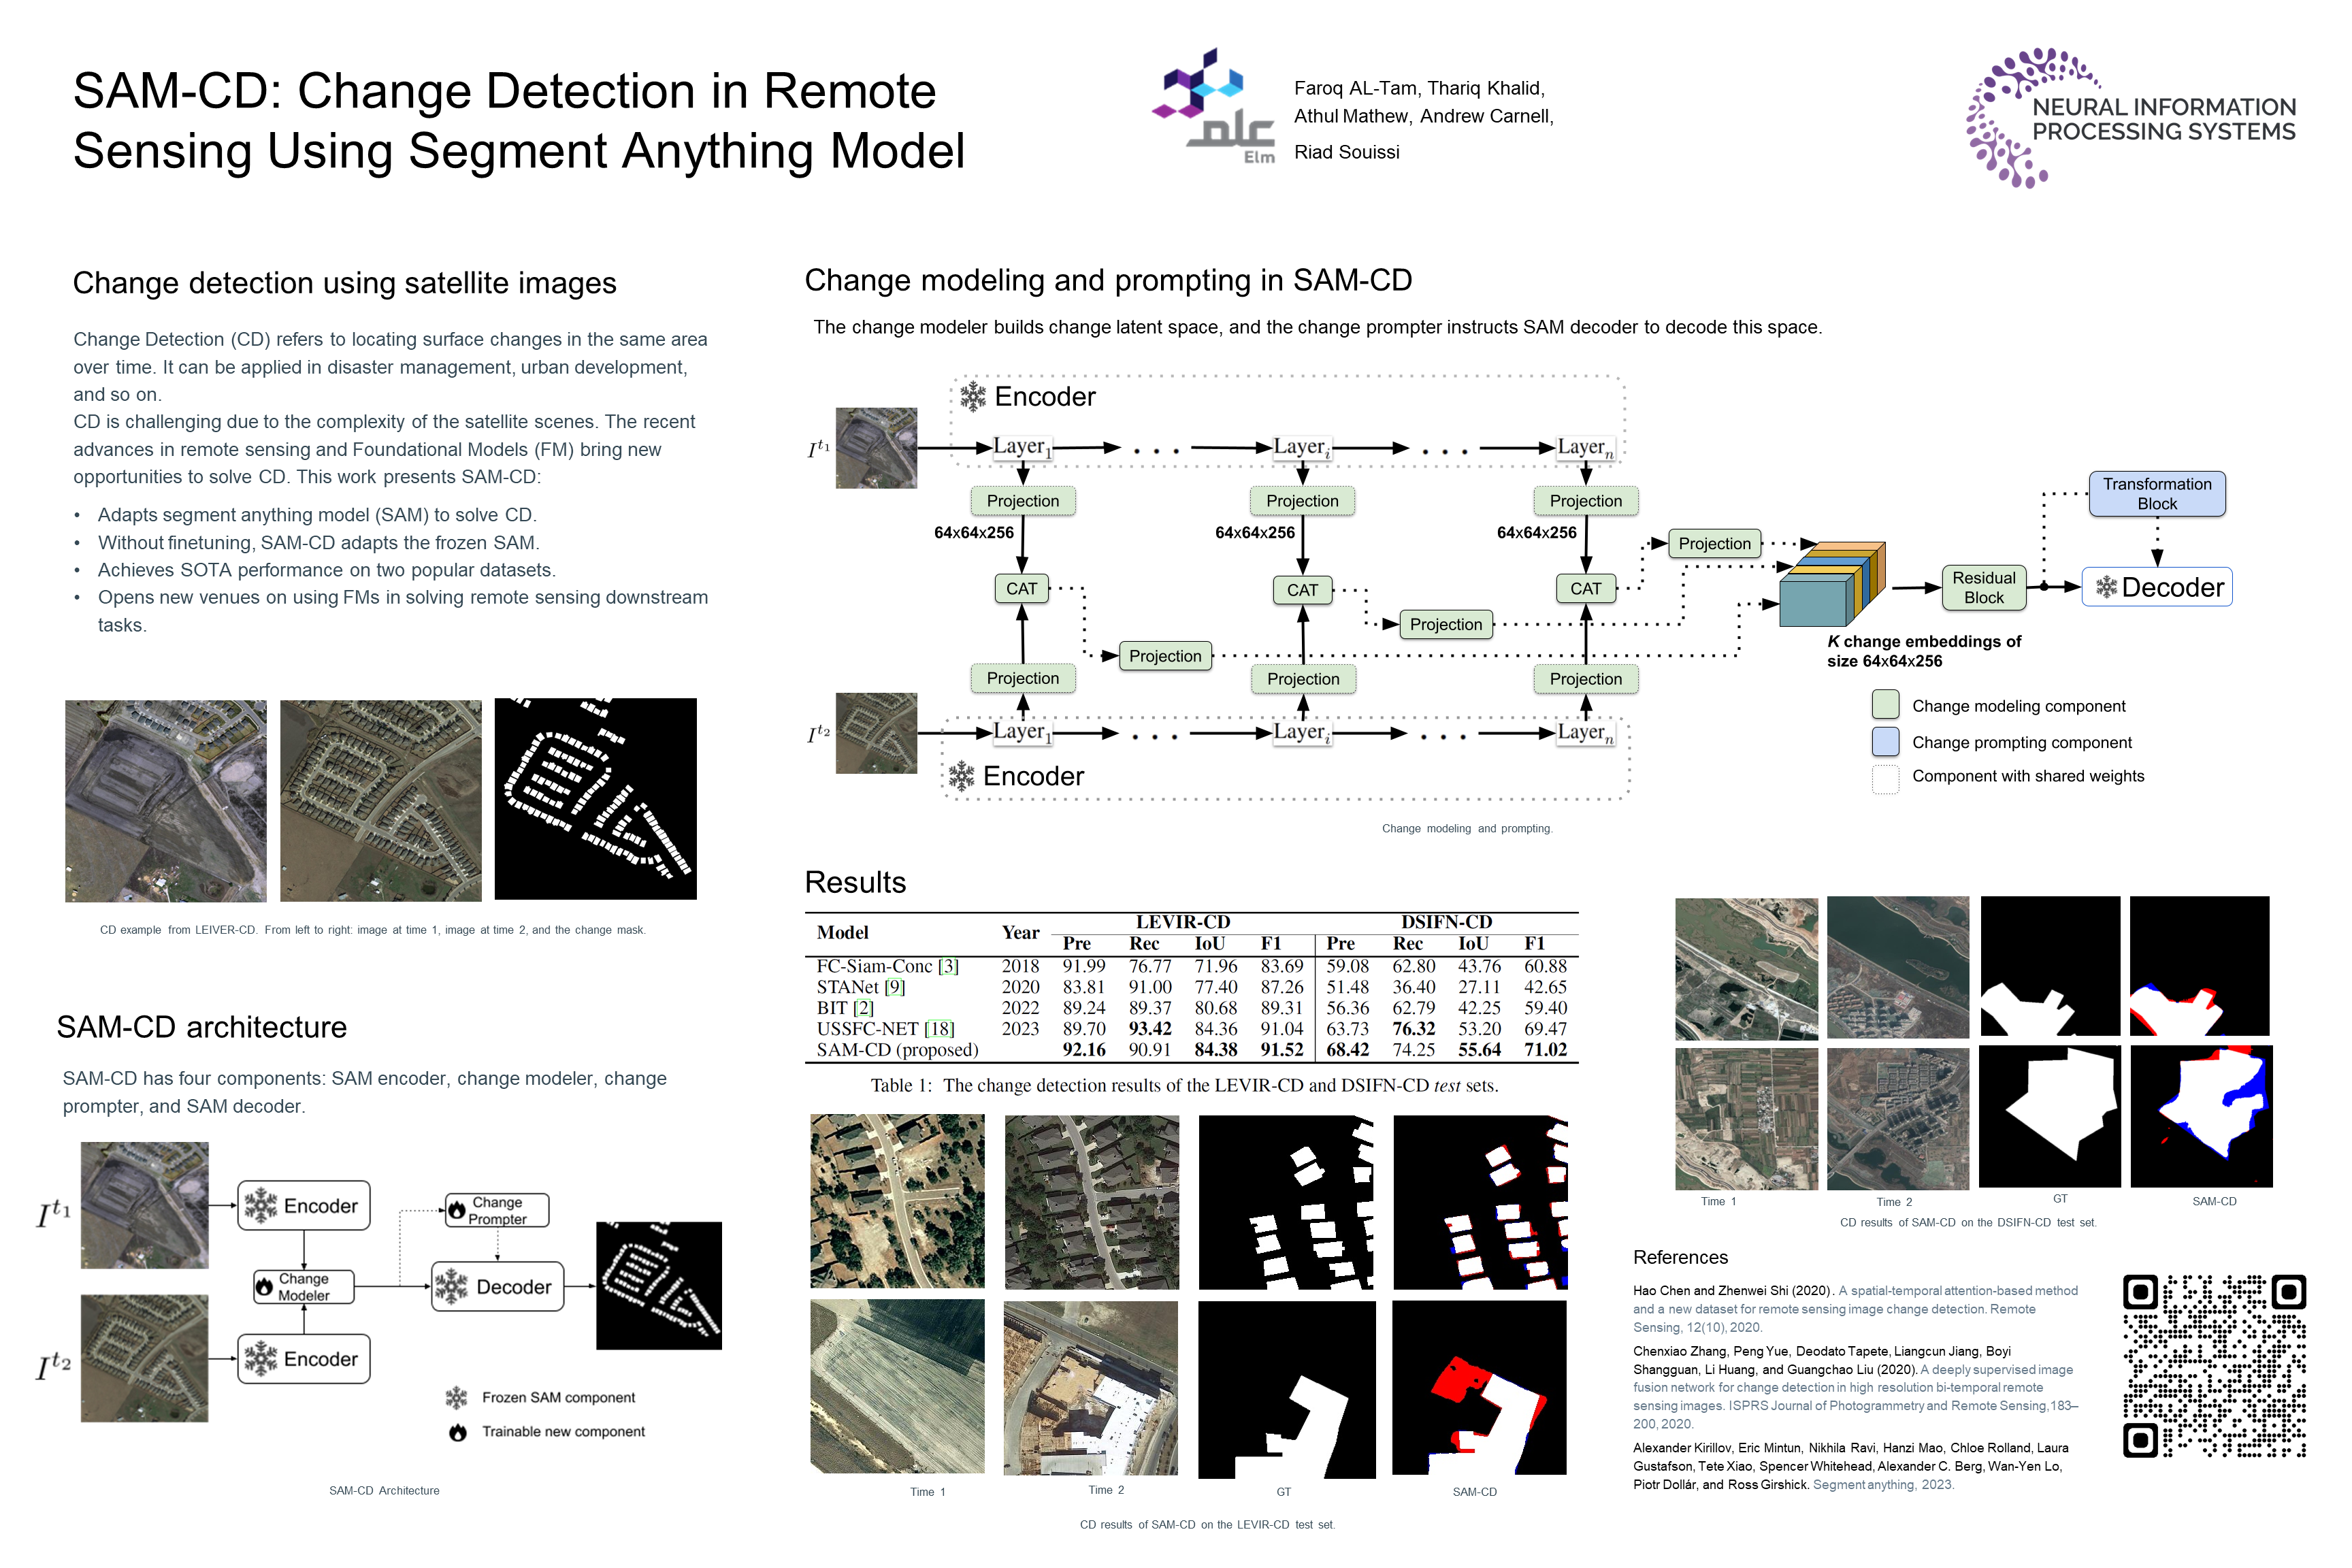 SAM-CD: Change Detection in Remote
Sensing Using Segment Anything Model
علم
Elm
Faroq AL-Tam, Thariq Khalid,
Athul Mathew, Andrew Carnell,
Riad Souissi
NEURAL INFORMATION
PROCESSING SYSTEMS
Change detection using satellite images
Change Detection (CD) refers to locating surface changes in the same area
over time. It can be applied in disaster management, urban development,
and so on.
CD is challenging due to the complexity of the satellite scenes. The recent
advances in remote sensing and Foundational Models (FM) bring new
opportunities to solve CD. This work presents SAM-CD:
• Adapts segment anything model (SAM) to solve CD.
• Without finetuning, SAM-CD adapts the frozen SAM.
• Achieves SOTA performance on two popular datasets.
• Opens new venues on using FMs in solving remote sensing downstream
tasks.
CD example from LEIVER-CD. From left to right: image at time 1, image at time 2, and the change mask.
SAM-CD architecture
SAM-CD has four components: SAM encoder, change modeler, change
prompter, and SAM decoder.
I^{t_1}
Encoder
Change
Prompter
Change
Modeler
Decoder
I^{t_2}
Encoder
Frozen SAM component
Trainable new component
SAM-CD Architecture
Change modeling and prompting in SAM-CD
The change modeler builds change latent space, and the change prompter instructs SAM decoder to decode this space.
Encoder
I^{t_1} Layer_1 . . . Layer_i . . . Layer_n
Projection Projection Projection
64x64x256 64x64x256 64x64x256
Projection
CAT CAT CAT
Projection
Projection
Projection Projection Projection
I^{t_2} Layer_1 . . . Layer_i . . . Layer_n
Encoder
Transformation
Block
Residual
Block
Decoder
K change embeddings of
size 64x64x256
Change modeling component
Change prompting component
Component with shared weights
Change modeling and prompting.
Results
Model Year LEVIR-CD DSIFN-CD
Pre Rec IoU F1 Pre Rec IoU F1
FC-Siam-Conc [3] 2018 91.99 76.77 71.96 83.69 59.08 62.80 43.76 60.88
STANet [9] 2020 83.81 91.00 77.40 87.26 51.48 36.40 27.11 42.65
BIT [2] 2022 89.24 89.37 80.68 89.31 56.36 62.79 42.25 59.40
USSFC-NET [18] 2023 89.70 93.42 84.36 91.04 63.73 76.32 53.20 69.47
SAM-CD (proposed) 92.16 90.91 84.38 91.52 68.42 74.25 55.64 71.02
Table 1: The change detection results of the LEVIR-CD and DSIFN-CD test sets.
Time 1 Time 2 GT SAM-CD
CD results of SAM-CD on the LEVIR-CD test set.
Time 1 Time 2 GT SAM-CD
CD results of SAM-CD on the DSIFN-CD test set.
References
Hao Chen and Zhenwei Shi (2020). A spatial-temporal attention-based method
and a new dataset for remote sensing image change detection. Remote
Sensing, 12(10), 2020.
Chenxiao Zhang, Peng Yue, Deodato Tapete, Liangcun Jiang, Boyi
Shangguan, Li Huang, and Guangchao Liu (2020). A deeply supervised image
fusion network for change detection in high resolution bi-temporal remote
sensing images. ISPRS Journal of Photogrammetry and Remote Sensing, 183–
200, 2020.
Alexander Kirillov, Eric Mintun, Nikhila Ravi, Hanzi Mao, Chloe Rolland, Laura
Gustafson, Tete Xiao, Spencer Whitehead, Alexander C. Berg, Wan-Yen Lo,
Piotr Dollár, and Ross Girshick. Segment anything, 2023.